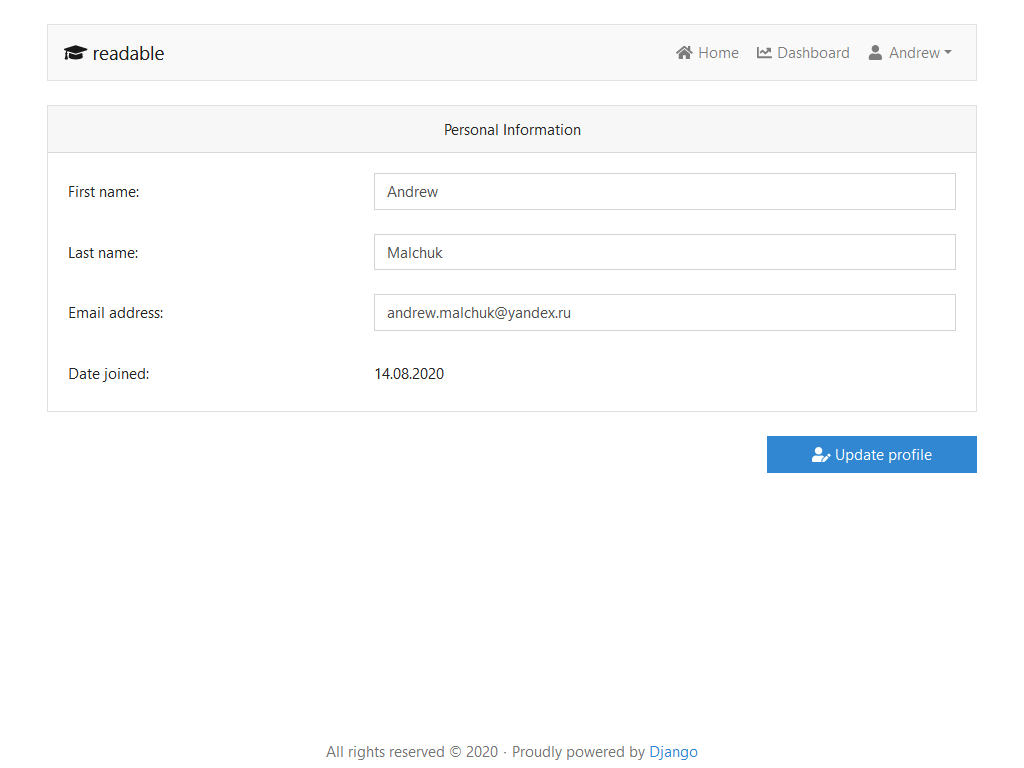 readable Home Dashboard Andrew
Personal Information
First name: Andrew
Last name: Malchuk
Email address: andrew.malchuk@yandex.ru
Date joined: 14.08.2020
Update profile
All rights reserved © 2020 · Proudly powered by Django